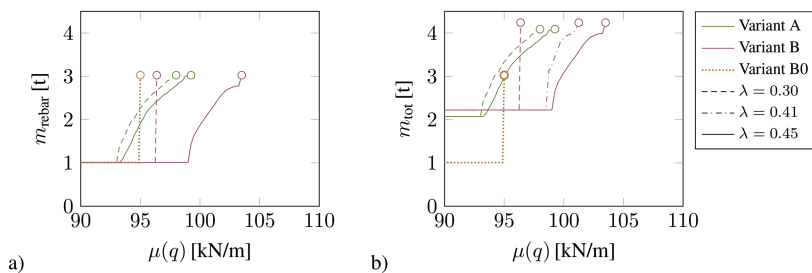 4
3
2
1
0
m_rebar [t]
90 95 100 105 110
μ(q) [kN/m]
a)
4
3
2
1
0
m_tot [t]
90 95 100 105 110
μ(q) [kN/m]
b)
Variant A
Variant B
Variant B0
λ = 0.30
λ = 0.41
λ = 0.45